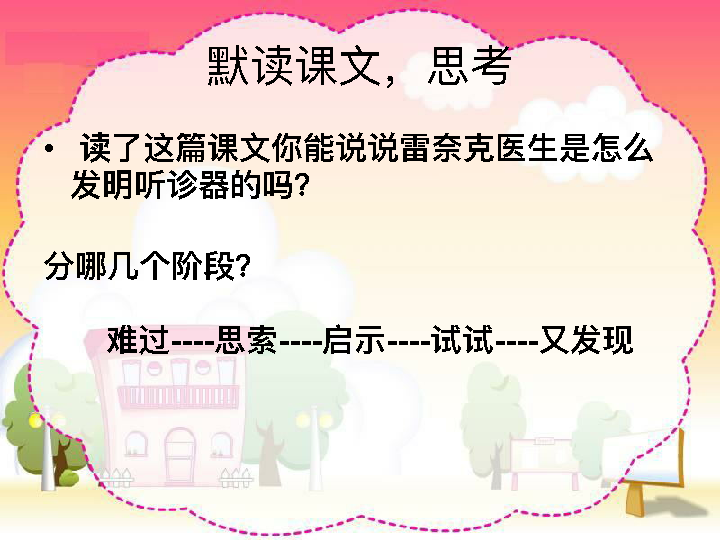 默读课文，思考
• 读了这篇课文你能说说雷奈克医生是怎么
发明听诊器的吗?
分哪几个阶段?
难过----思索----启示----试试----又发现